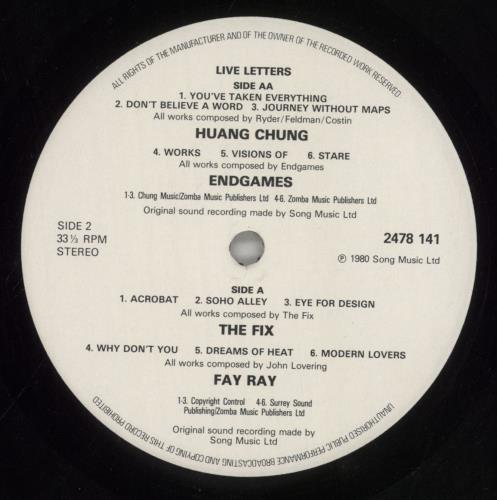 ALL RIGHTS OF THE MANUFACTURER AND OF THE OWNER OF THE RECORDED WORK RESERVED
LIVE LETTERS
SIDE AA
1. YOU'VE TAKEN EVERYTHING
2. DON'T BELIEVE A WORD 3. JOURNEY WITHOUT MAPS
All works composed by Ryder/Feldman/Costin
HUANG CHUNG
4. WORKS 5. VISIONS OF 6. STARE
All works composed by Endgames
ENDGAMES
1-3. Chung Music/Zomba Music Publishers Ltd 4-6. Zomba Music Publishers Ltd
Original sound recording made by Song Music Ltd
SIDE 2
33⅓ RPM
STEREO
2478 141
Ⓟ 1980 Song Music Ltd
SIDE A
1. ACROBAT 2. SOHO ALLEY 3. EYE FOR DESIGN
All works composed by The Fix
THE FIX
4. WHY DON'T YOU 5. DREAMS OF HEAT 6. MODERN LOVERS
All works composed by John Lovering
FAY RAY
1-3. Copyright Control 4-6. Surrey Sound
Publishing/Zomba Music Publishers Ltd
Original sound recording made by
Song Music Ltd
UNAUTHORISED PUBLIC PERFORMANCE BROADCASTING AND COPYING OF THIS RECORD PROHIBITED